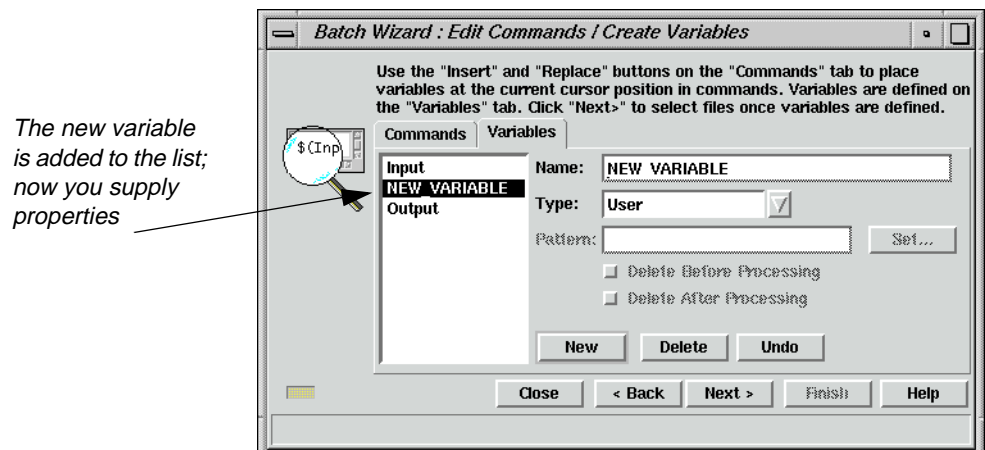 Batch Wizard : Edit Commands / Create Variables
Use the "Insert" and "Replace" buttons on the "Commands" tab to place
variables at the current cursor position in commands. Variables are defined on
the "Variables" tab. Click "Next>" to select files once variables are defined.
The new variable
is added to the list;
now you supply
properties
$(Inp
Commands Variables
Input
NEW VARIABLE
Output
Name: NEW VARIABLE
Type: User
Pattern: Set...
Delete Before Processing
Delete After Processing
New Delete Undo
Close < Back Next > Finish Help